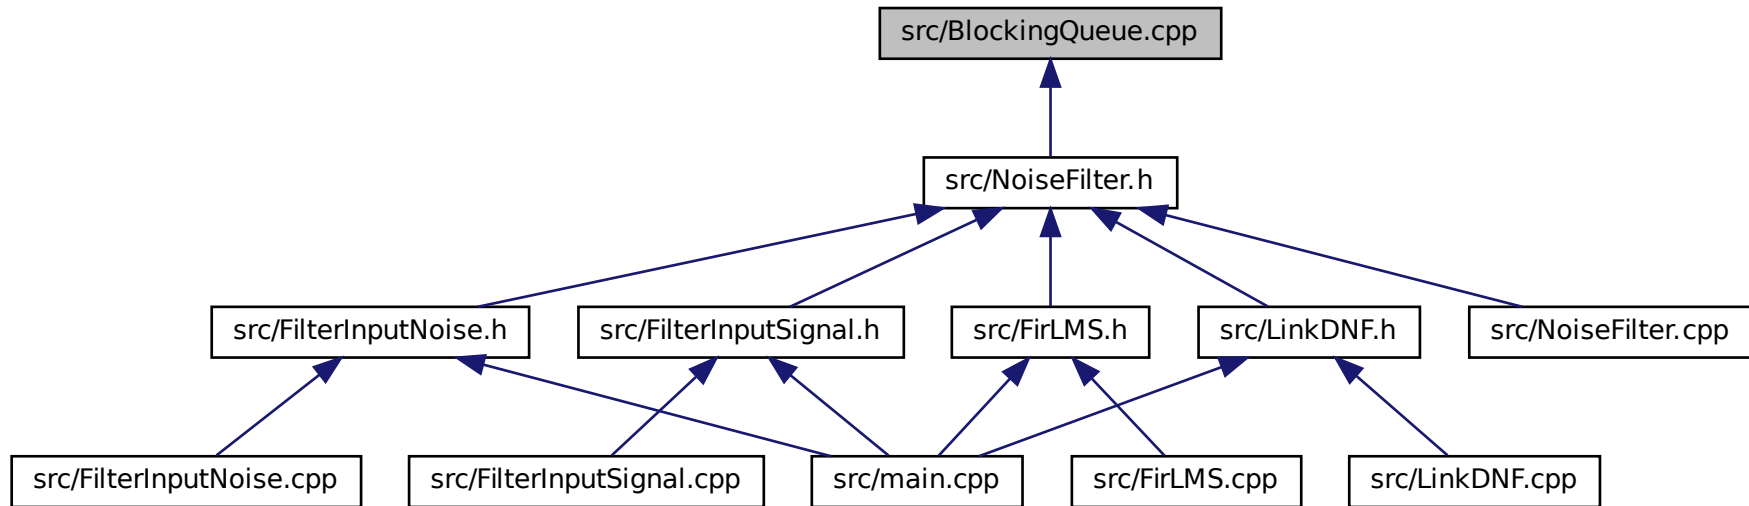 src/BlockingQueue.cpp
src/NoiseFilter.h
src/FilterInputNoise.h
src/FilterInputSignal.h
src/FirLMS.h
src/LinkDNF.h
src/NoiseFilter.cpp
src/FilterInputNoise.cpp
src/FilterInputSignal.cpp
src/main.cpp
src/FirLMS.cpp
src/LinkDNF.cpp